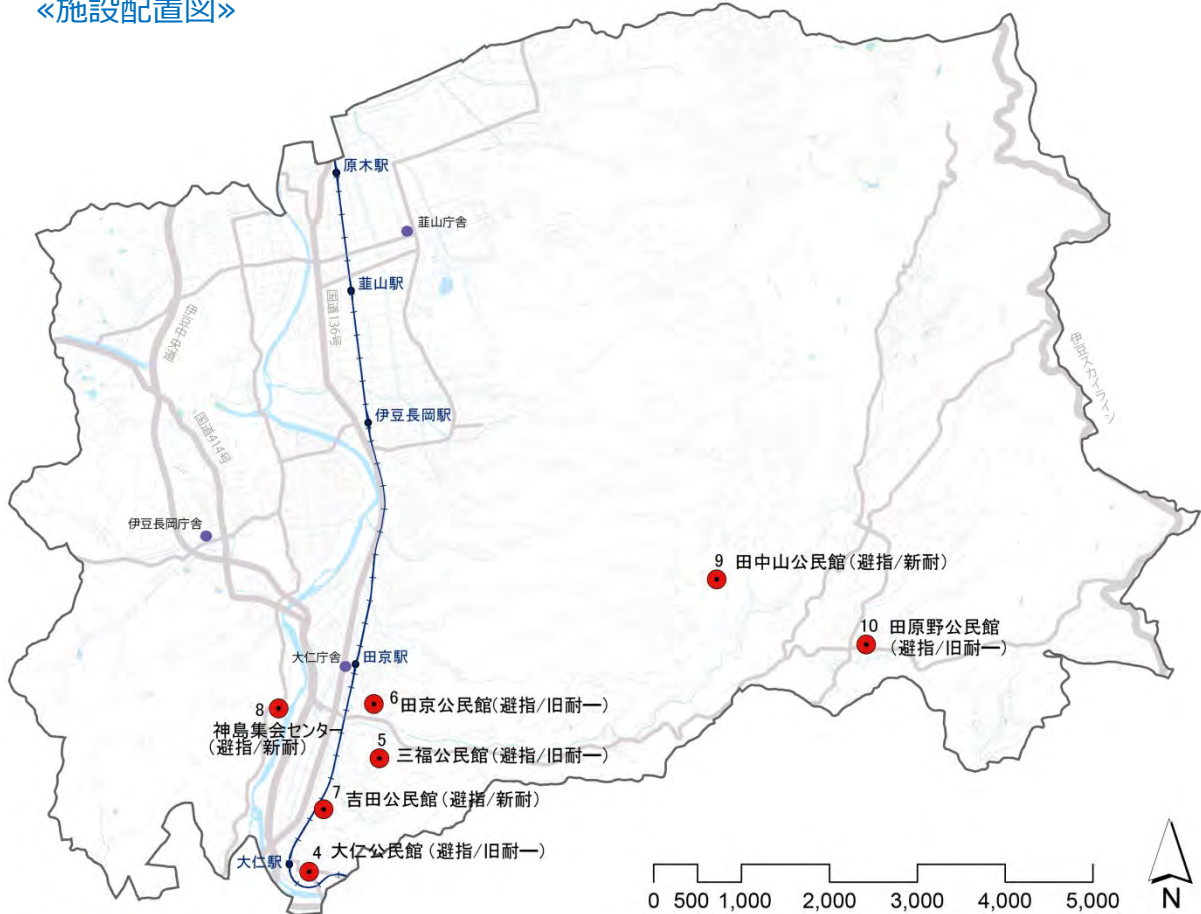 «施設配置図»
原木駅
韮山庁舎
韮山駅
国道136号
伊豆中央道
伊豆スカイライン
伊豆長岡駅
国道414号
伊豆長岡庁舎
9 田中山公民館(避指/新耐)
10 田原野公民館
(避指/旧耐ー)
大仁庁舎
田京駅
6 田京公民館(避指/旧耐ー)
8
神島集会センター
(避指/新耐)
5
三福公民館(避指/旧耐ー)
7 吉田公民館(避指/新耐)
大仁駅
4 大仁公民館(避指/旧耐ー)
0 500 1,000 2,000 3,000 4,000 5,000
N